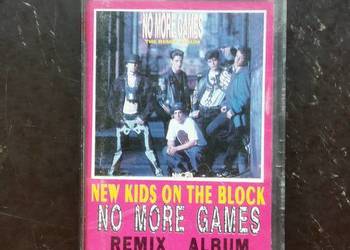 NO MORE GAMES
THE REMIX ALBUM
NEW KIDS ON THE BLOCK
NO MORE GAMES
REMIX ALBUM